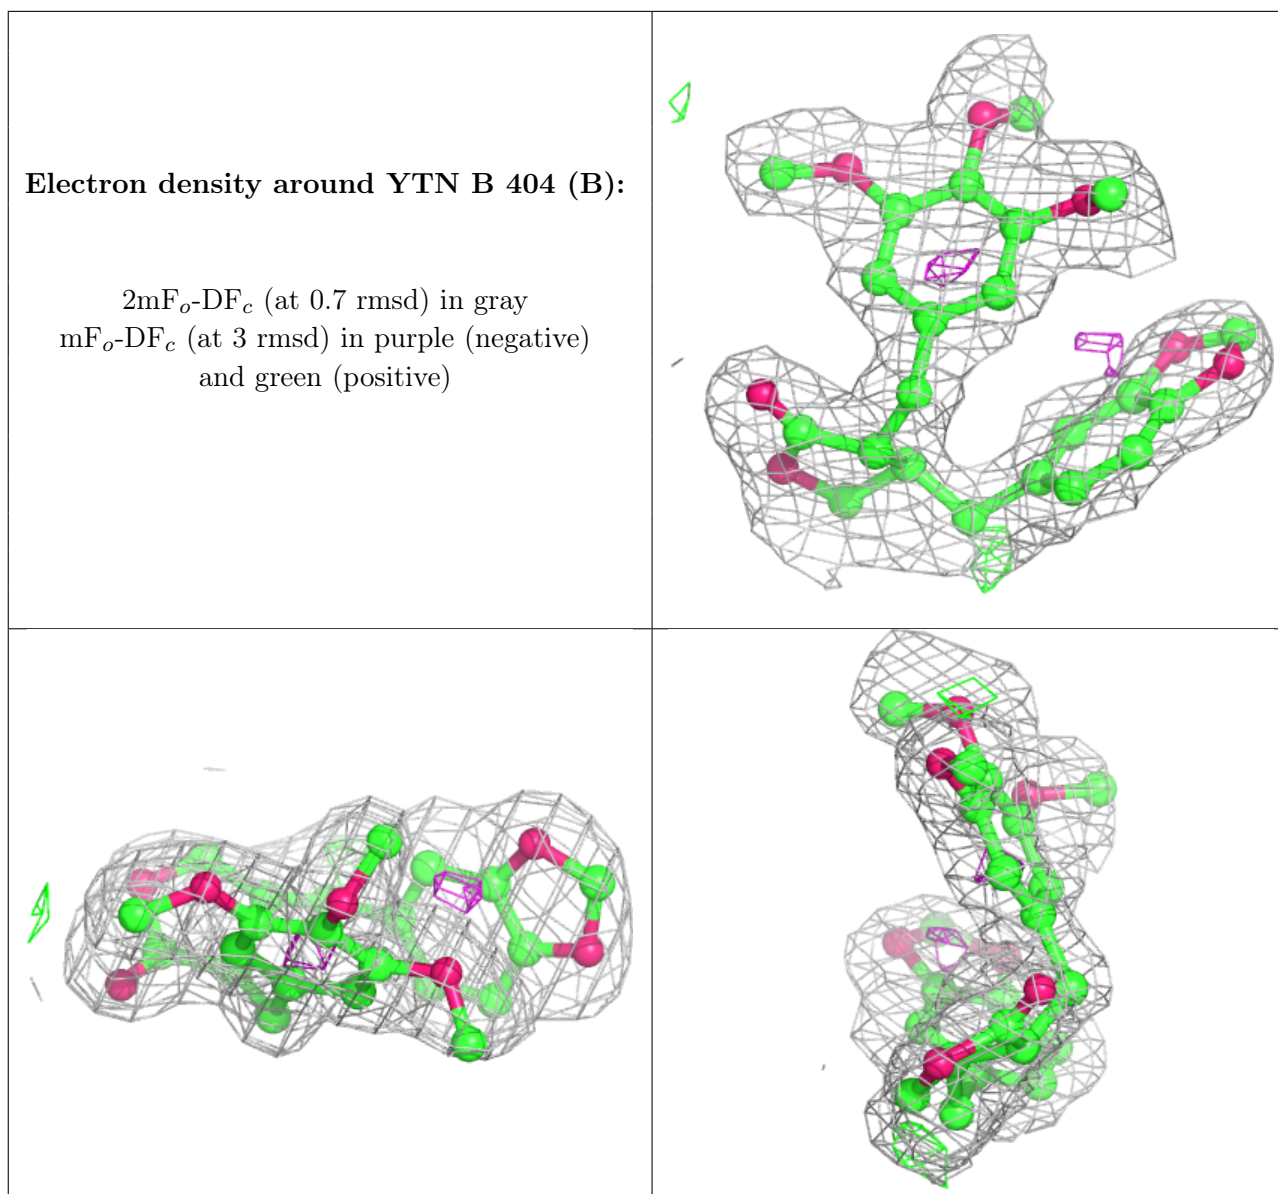 Electron density around YTN B 404 (B):
2mFₒ-DF𝒸 (at 0.7 rmsd) in gray
mFₒ-DF𝒸 (at 3 rmsd) in purple (negative)
and green (positive)